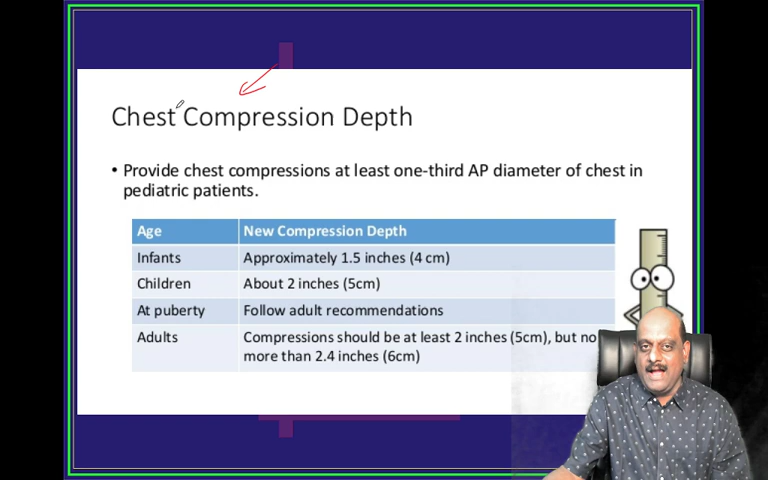 Chest Compression Depth
• Provide chest compressions at least one-third AP diameter of chest in
pediatric patients.
Age New Compression Depth
Infants Approximately 1.5 inches (4 cm)
Children About 2 inches (5cm)
At puberty Follow adult recommendations
Adults Compressions should be at least 2 inches (5cm), but no
more than 2.4 inches (6cm)